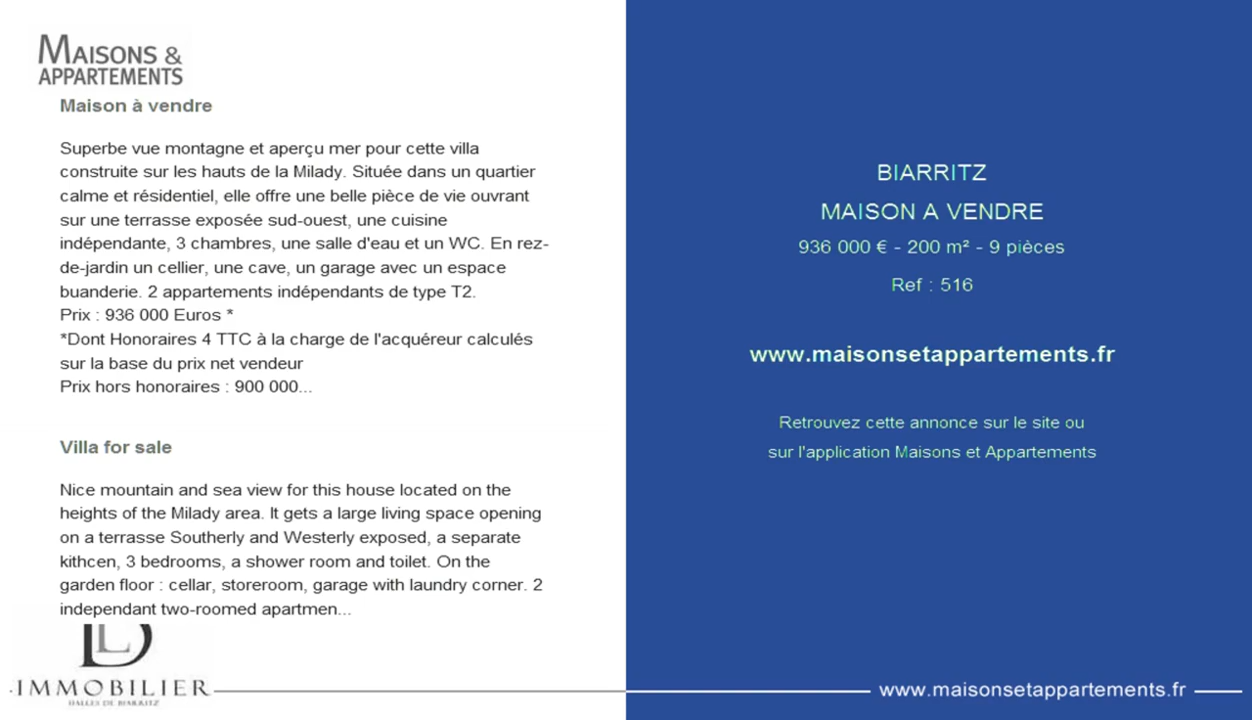 MAISONS &
APPARTEMENTS
Maison à vendre
Superbe vue montagne et aperçu mer pour cette villa
construite sur les hauts de la Milady. Située dans un quartier
calme et résidentiel, elle offre une belle pièce de vie ouvrant
sur une terrasse exposée sud-ouest, une cuisine
indépendante, 3 chambres, une salle d'eau et un WC. En rez-
de-jardin un cellier, une cave, un garage avec un espace
buanderie. 2 appartements indépendants de type T2.
Prix : 936 000 Euros *
*Dont Honoraires 4 TTC à la charge de l'acquéreur calculés
sur la base du prix net vendeur
Prix hors honoraires : 900 000...
Villa for sale
Nice mountain and sea view for this house located on the
heights of the Milady area. It gets a large living space opening
on a terrasse Southerly and Westerly exposed, a separate
kithcen, 3 bedrooms, a shower room and toilet. On the
garden floor : cellar, storeroom, garage with laundry corner. 2
independant two-roomed apartmen...
LD
IMMOBILIER
HALLES DE BIARRITZ
BIARRITZ
MAISON A VENDRE
936 000 € - 200 m² - 9 pièces
Ref : 516
www.maisonsetappartements.fr
Retrouvez cette annonce sur le site ou
sur l'application Maisons et Appartements
www.maisonsetappartements.fr